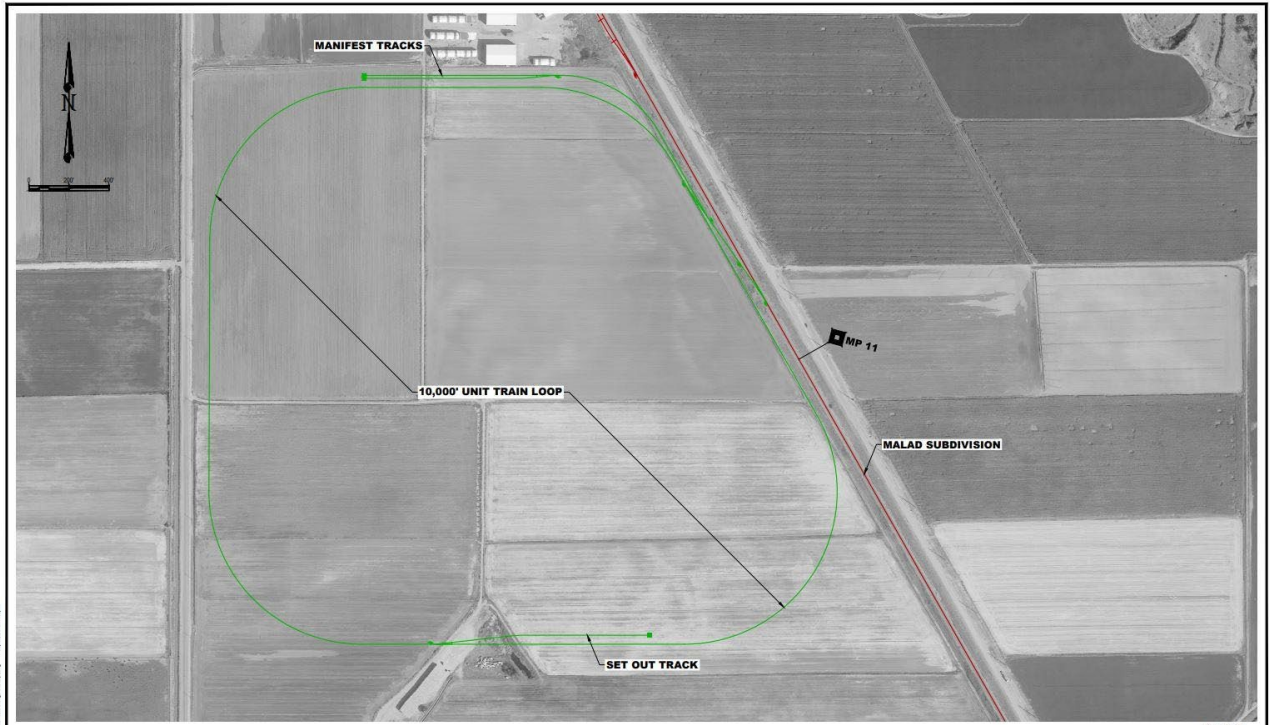 MANIFEST TRACKS
N
0 200' 400'
MP 11
10,000' UNIT TRAIN LOOP
MALAD SUBDIVISION
SET OUT TRACK